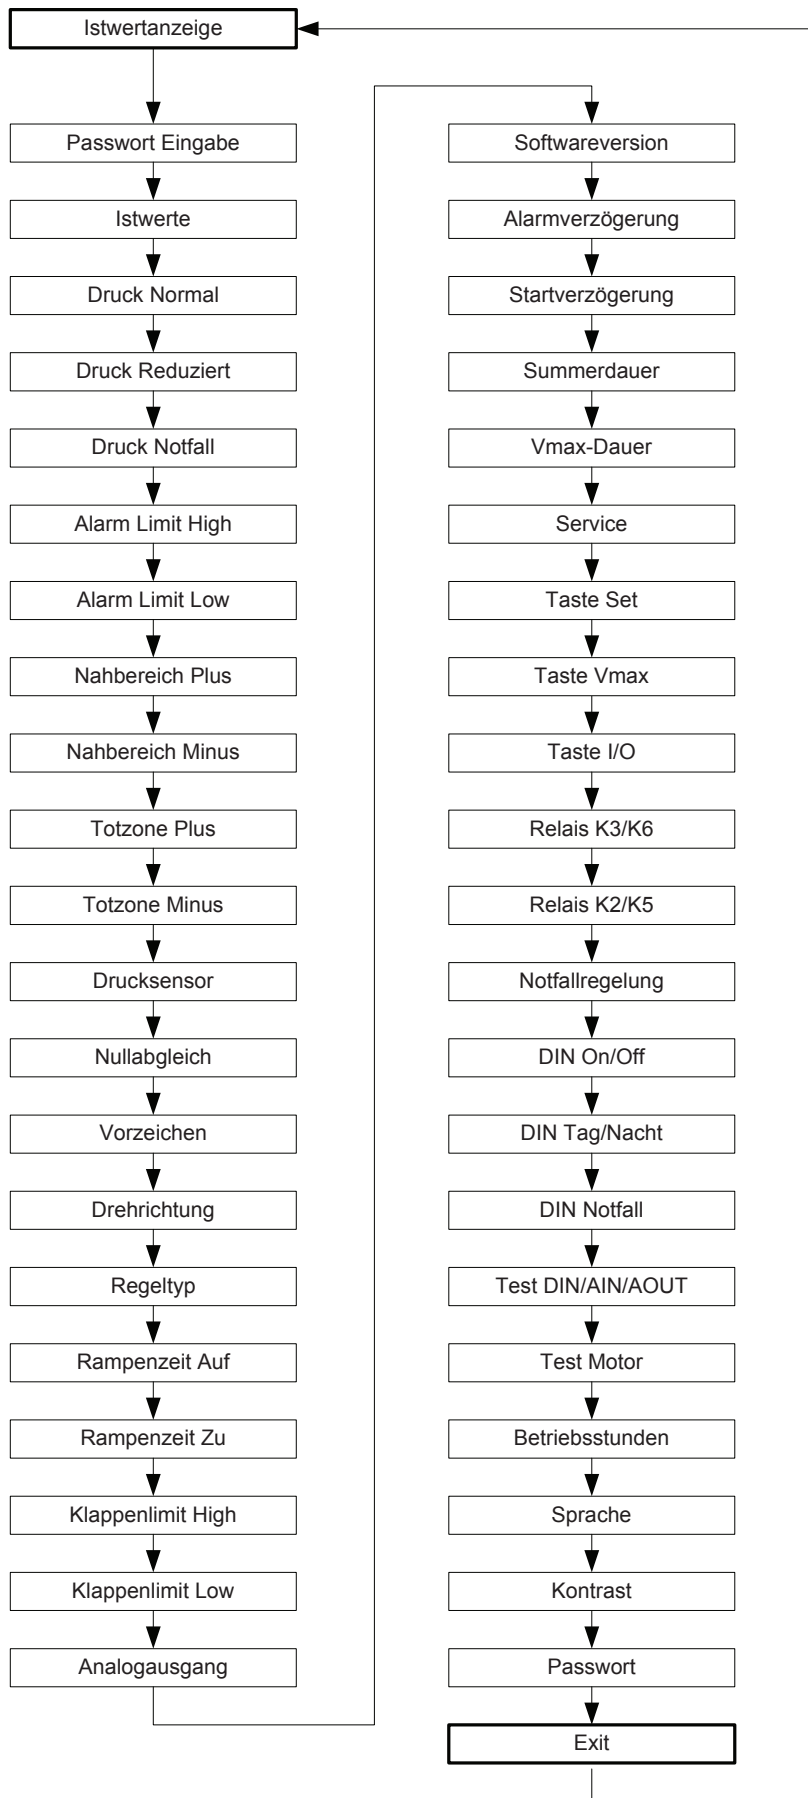 Istwertanzeige
Passwort Eingabe
Istwerte
Druck Normal
Druck Reduziert
Druck Notfall
Alarm Limit High
Alarm Limit Low
Nahbereich Plus
Nahbereich Minus
Totzone Plus
Totzone Minus
Drucksensor
Nullabgleich
Vorzeichen
Drehrichtung
Regeltyp
Rampenzeit Auf
Rampenzeit Zu
Klappenlimit High
Klappenlimit Low
Analogausgang
Softwareversion
Alarmverzögerung
Startverzögerung
Summerdauer
Vmax-Dauer
Service
Taste Set
Taste Vmax
Taste I/O
Relais K3/K6
Relais K2/K5
Notfallregelung
DIN On/Off
DIN Tag/Nacht
DIN Notfall
Test DIN/AIN/AOUT
Test Motor
Betriebsstunden
Sprache
Kontrast
Passwort
Exit